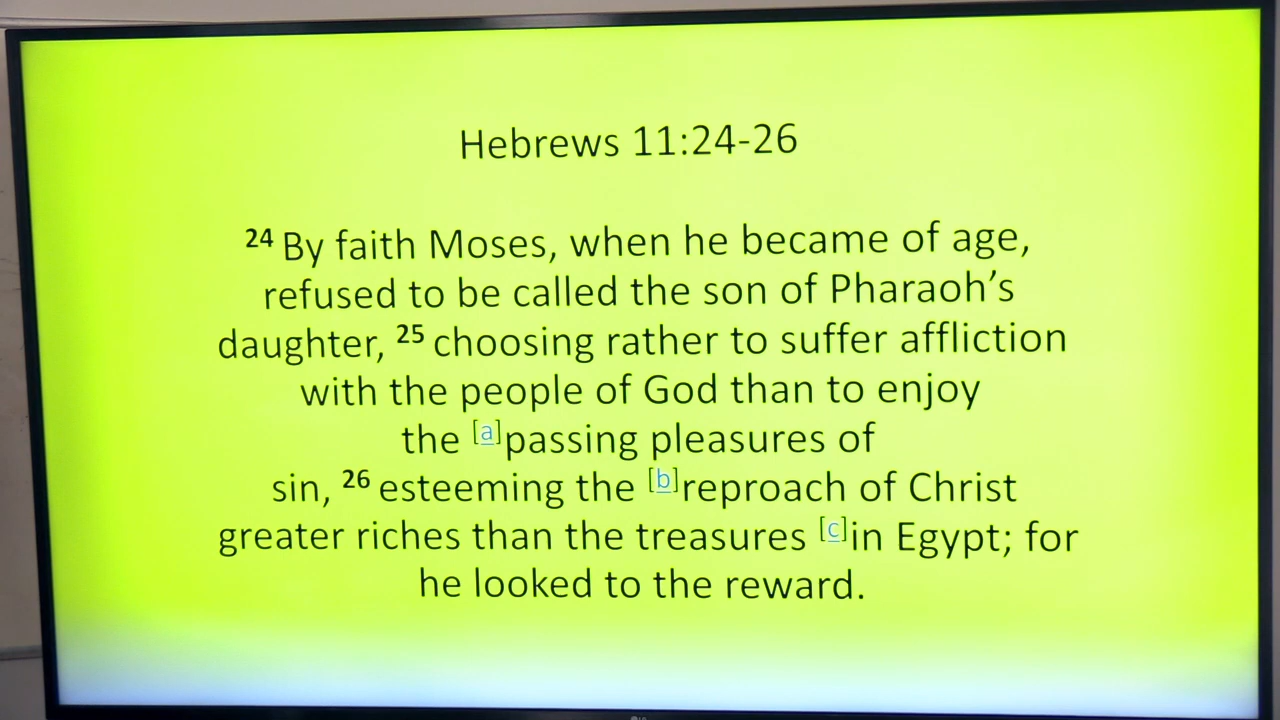 Hebrews 11:24-26
24 By faith Moses, when he became of age,
refused to be called the son of Pharaoh’s
daughter, 25 choosing rather to suffer affliction
with the people of God than to enjoy
the [a]passing pleasures of
sin, 26 esteeming the [b]reproach of Christ
greater riches than the treasures [c]in Egypt; for
he looked to the reward.
LG